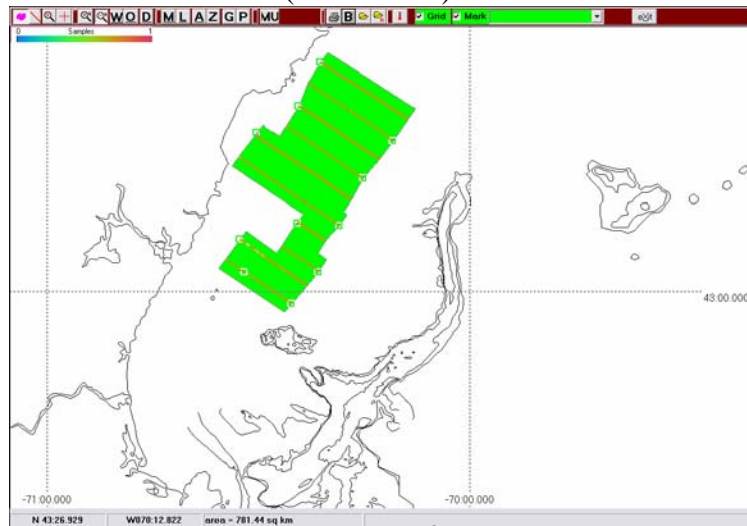 W O D M L A Z G P MU B Grid Mark exit
0 Samples 1
43:00.000
-71:00.000 -70:00.000
N 43:26.929 W070:12.822 area = 781.44 sq km